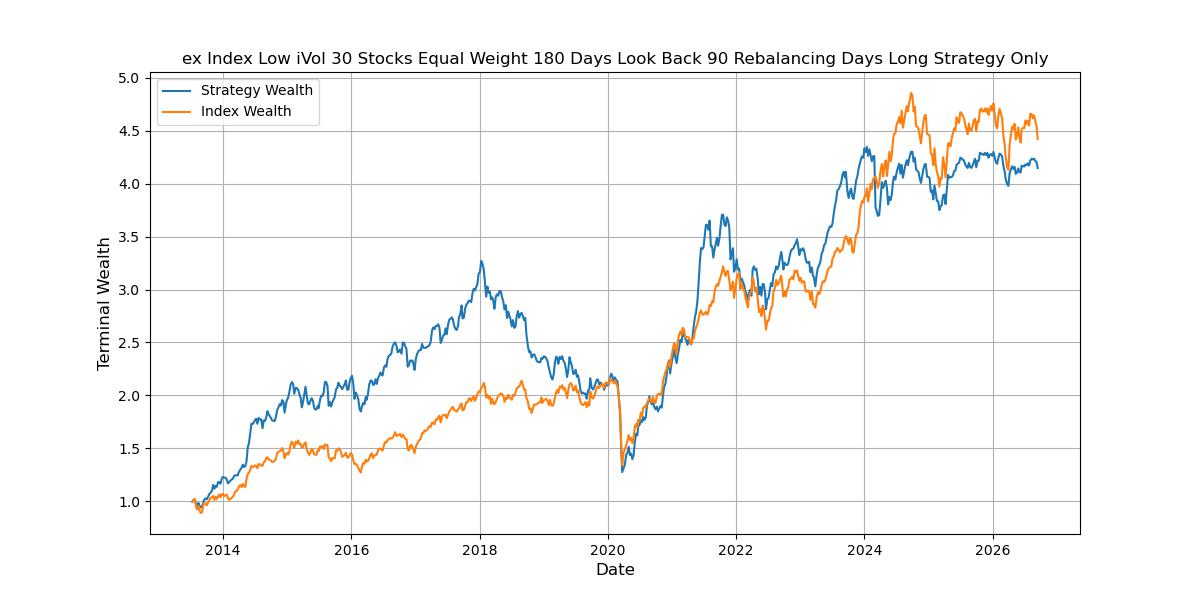 ex Index Low iVol 30 Stocks Equal Weight 180 Days Look Back 90 Rebalancing Days Long Strategy Only
Strategy Wealth
Index Wealth
Terminal Wealth
5.0
4.5
4.0
3.5
3.0
2.5
2.0
1.5
1.0
2014 2016 2018 2020 2022 2024 2026
Date